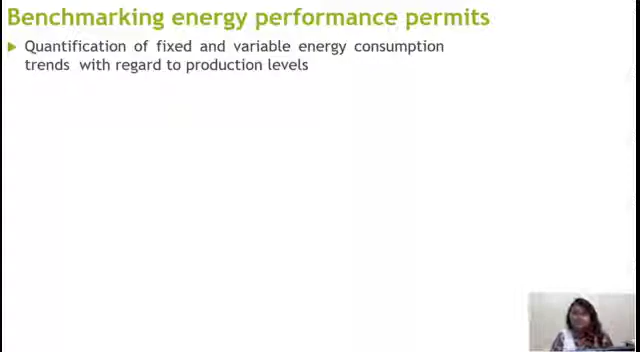 Benchmarking energy performance permits
Quantification of fixed and variable energy consumption
trends with regard to production levels